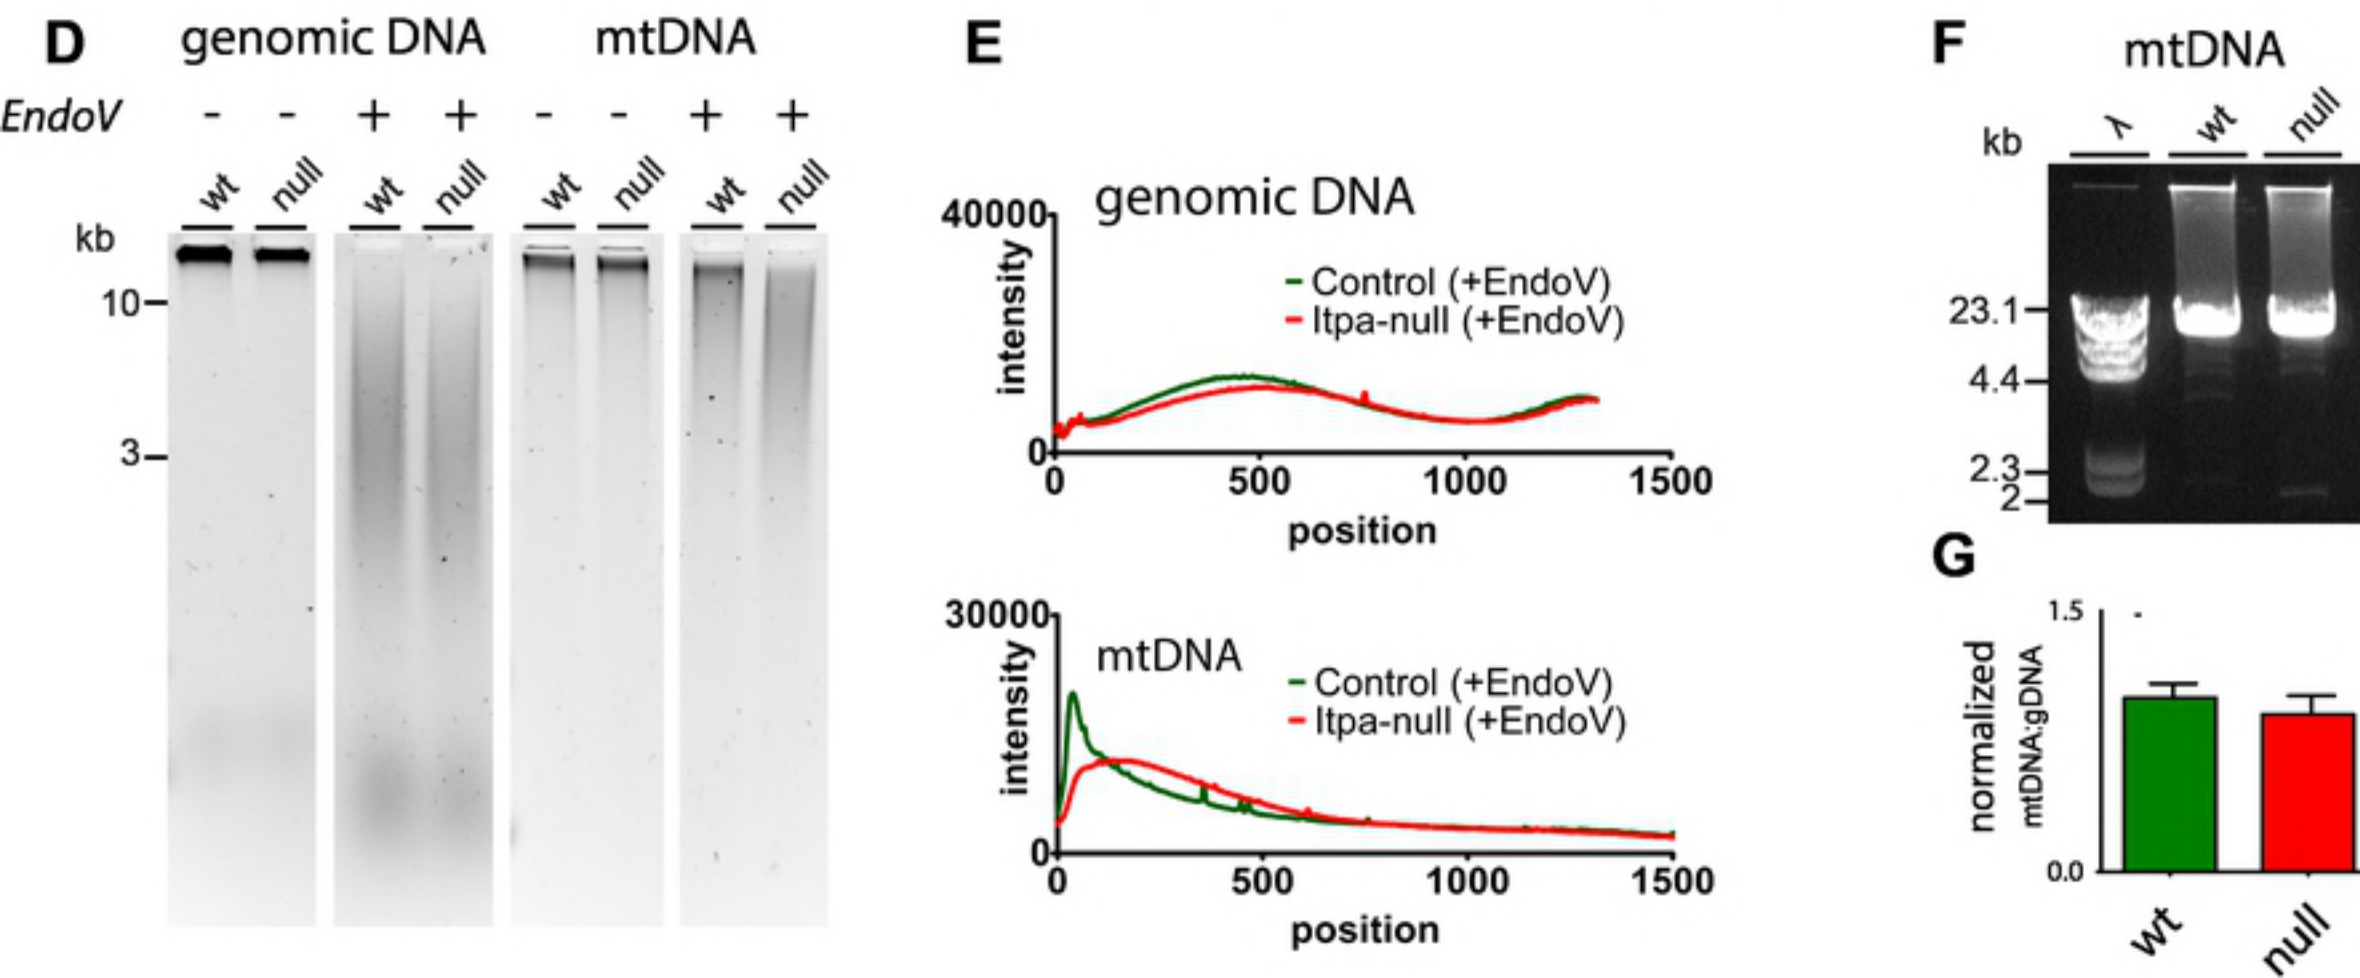 D
genomic DNA mtDNA
EndoV - - + + - - + +
wt null wt null wt null wt null
kb
10
3
E
genomic DNA
40000
0
intensity
Control (+EndoV)
Itpa-null (+EndoV)
0 500 1000 1500
position
mtDNA
30000
0
intensity
Control (+EndoV)
Itpa-null (+EndoV)
0 500 1000 1500
position
F
mtDNA
kb λ wt null
23.1
4.4
2.3
2
G
1.5
0.0
normalized
mtDNA:gDNA
wt null